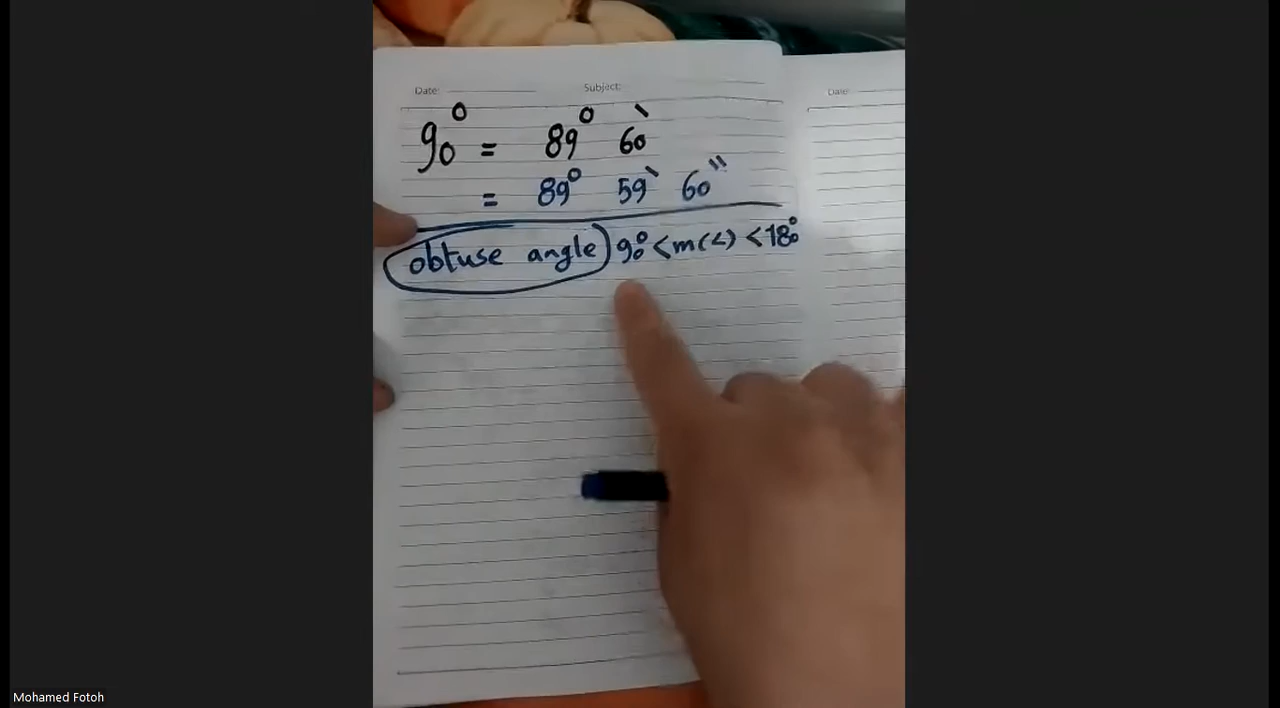 Date: Subject:
90° = 89° 60`
= 89° 59` 60``
obtuse angle) 90° < m(∠) < 180°
Date:
Mohamed Fotoh